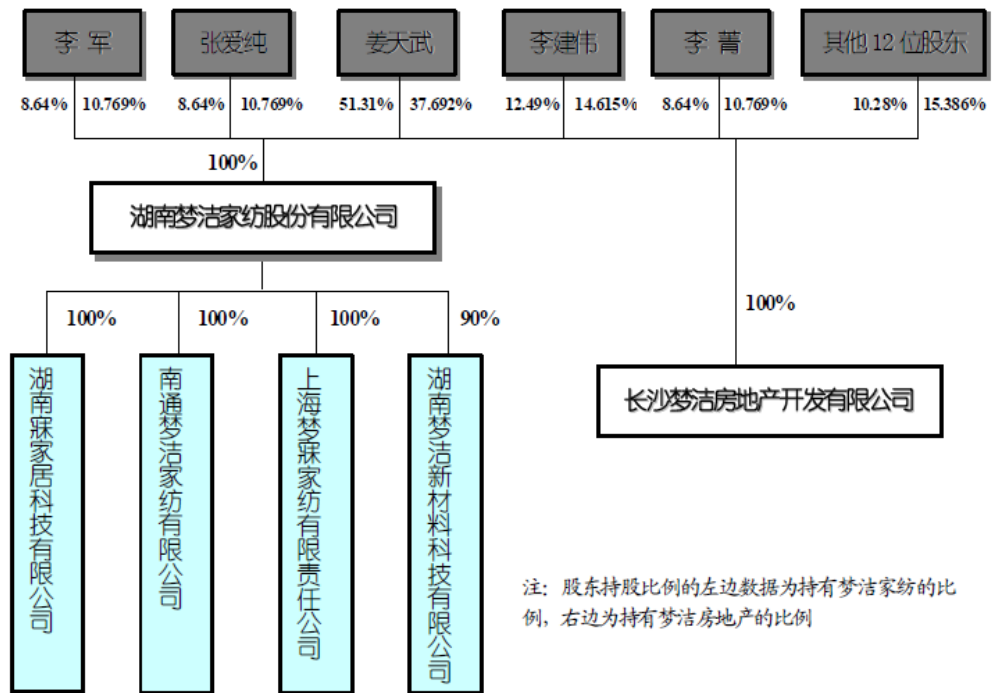 李 军
张爱纯
姜天武
李建伟
李 菁
其他 12 位股东
8.64% 10.769%
8.64% 10.769%
51.31% 37.692%
12.49% 14.615%
8.64% 10.769%
10.28% 15.386%
100%
湖南梦洁家纺股份有限公司
100%
100%
100%
90%
100%
湖南寐家居科技有限公司
南通梦洁家纺有限公司
上海梦寐家纺有限责任公司
湖南梦洁新材料科技有限公司
长沙梦洁房地产开发有限公司
注：股东持股比例的左边数据为持有梦洁家纺的比
例，右边为持有梦洁房地产的比例